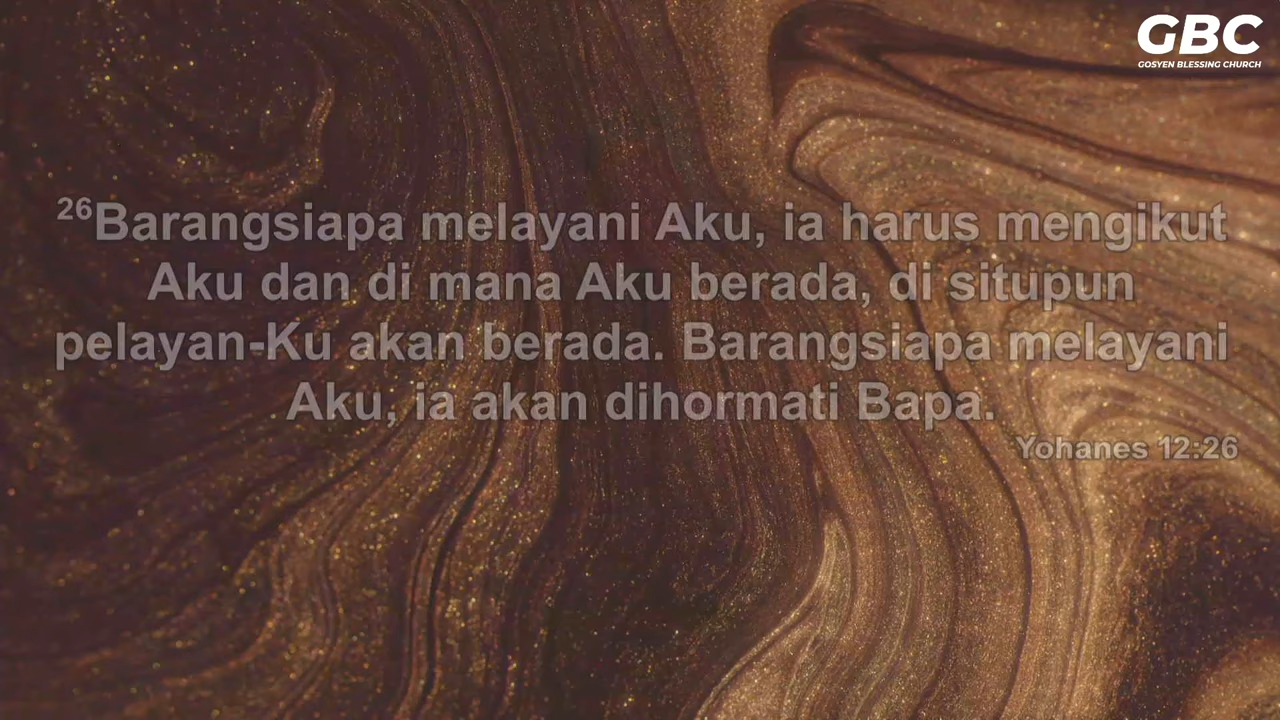 GBC
GOSYEN BLESSING CHURCH
26Barangsiapa melayani Aku, ia harus mengikut
Aku dan di mana Aku berada, di situpun
pelayan-Ku akan berada. Barangsiapa melayani
Aku, ia akan dihormati Bapa.
Yohanes 12:26